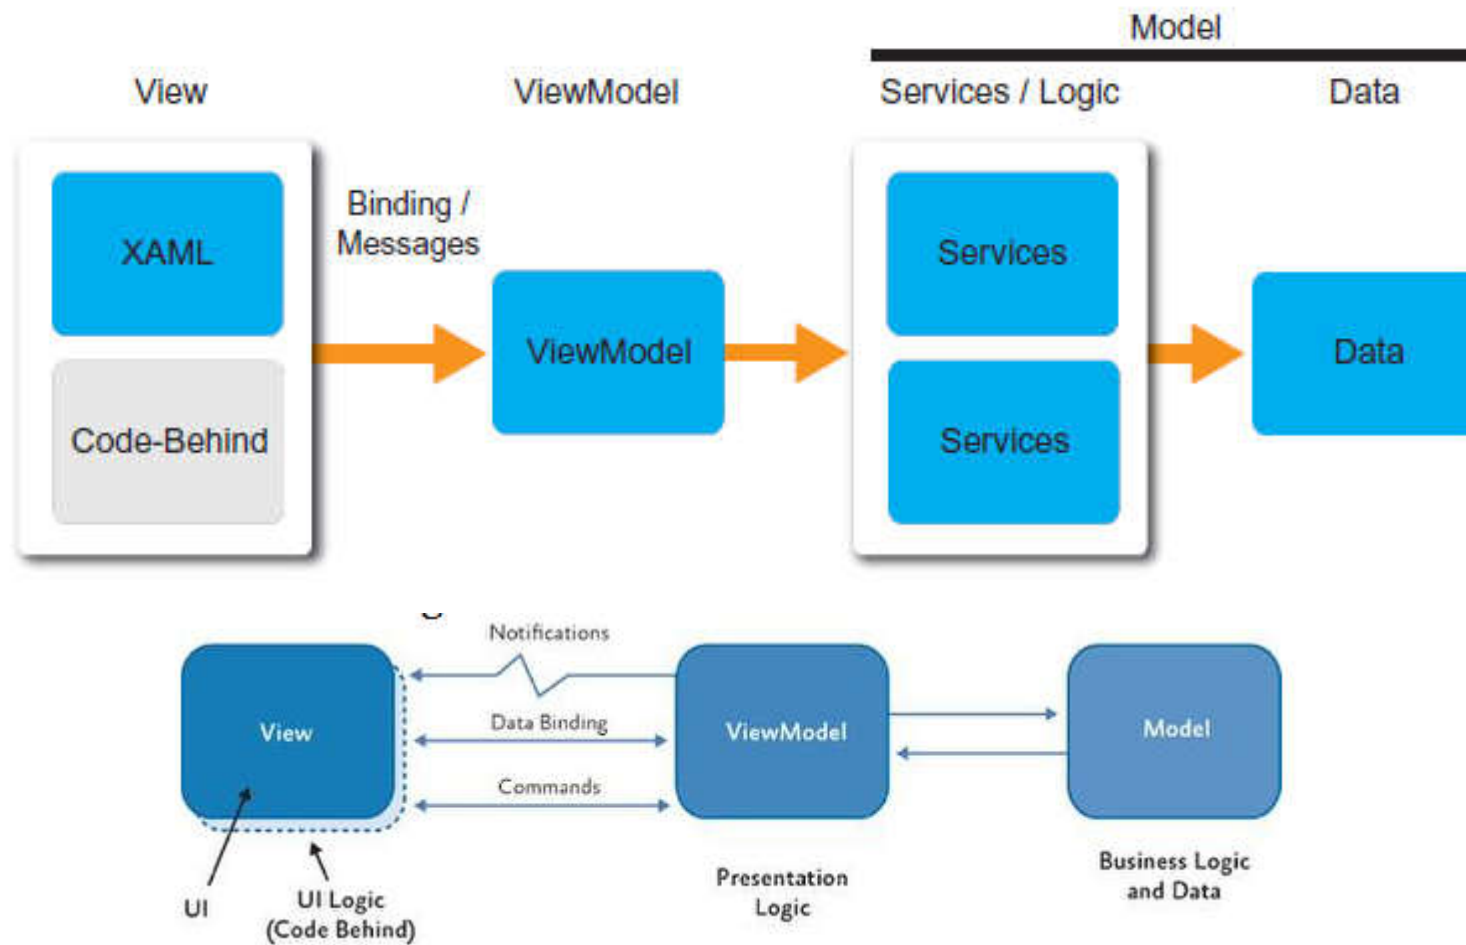 Model
View
ViewModel
Services / Logic
Data
Binding /
Messages
XAML
Code-Behind
ViewModel
Services
Services
Data
Notifications
Data Binding
Commands
View
ViewModel
Model
UI
UI Logic
(Code Behind)
Presentation
Logic
Business Logic
and Data